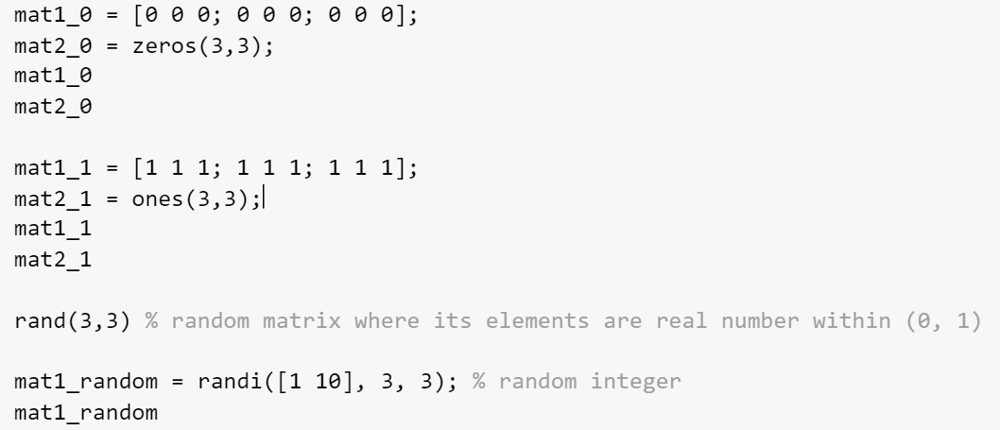 mat1_0 = [0 0 0; 0 0 0; 0 0 0];
mat2_0 = zeros(3,3);
mat1_0
mat2_0
mat1_1 = [1 1 1; 1 1 1; 1 1 1];
mat2_1 = ones(3,3);
mat1_1
mat2_1
rand(3,3) % random matrix where its elements are real number within (0, 1)
mat1_random = randi([1 10], 3, 3); % random integer
mat1_random